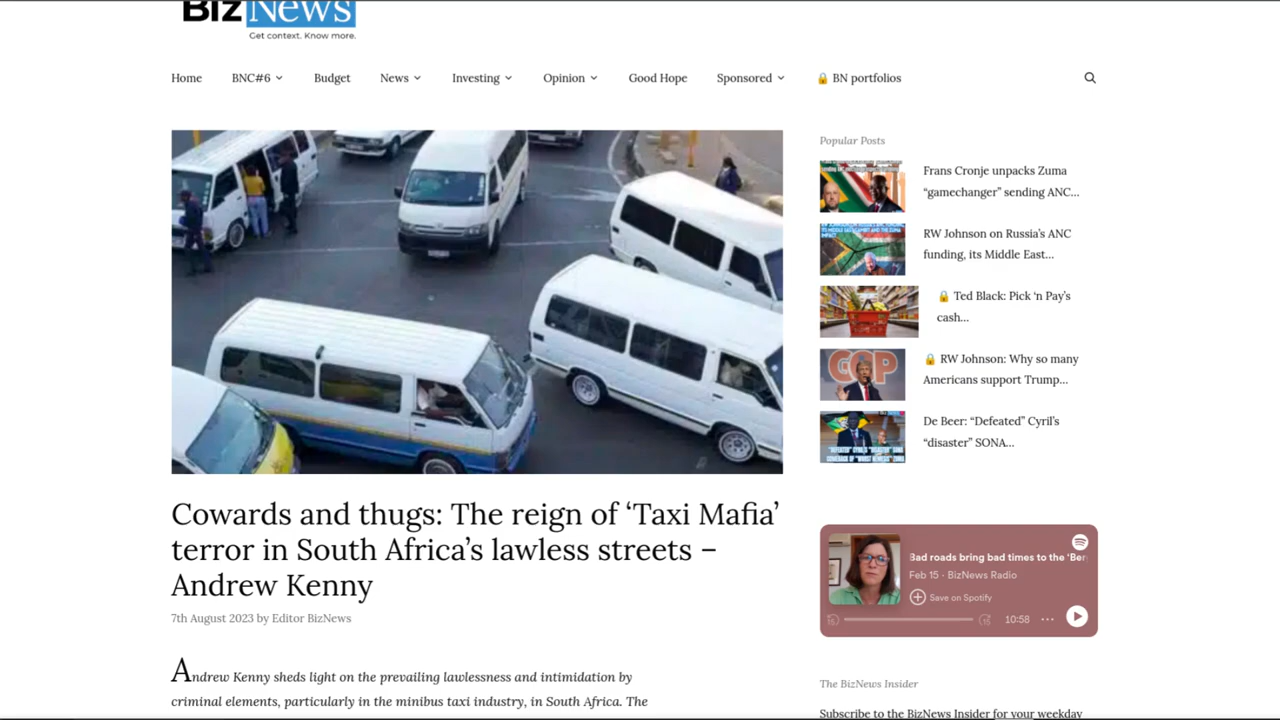 BizNews
Get context. Know more.
Home BNC#6 Budget News Investing Opinion Good Hope Sponsored BN portfolios
Popular Posts
Frans Cronje unpacks Zuma
“gamechanger” sending ANC...
RW Johnson on Russia’s ANC
funding, its Middle East...
Ted Black: Pick ‘n Pay’s
cash...
RW Johnson: Why so many
Americans support Trump...
GOP
De Beer: “Defeated” Cyril’s
“disaster” SONA...
Cowards and thugs: The reign of ‘Taxi Mafia’
terror in South Africa’s lawless streets –
Andrew Kenny
7th August 2023 by Editor BizNews
Andrew Kenny sheds light on the prevailing lawlessness and intimidation by
criminal elements, particularly in the minibus taxi industry, in South Africa. The
Bad roads bring bad times to the ‘Ber
Feb 15 · BizNews Radio
Save on Spotify
15 15 10:58
The BizNews Insider
Subscribe to the BizNews Insider for your weekday